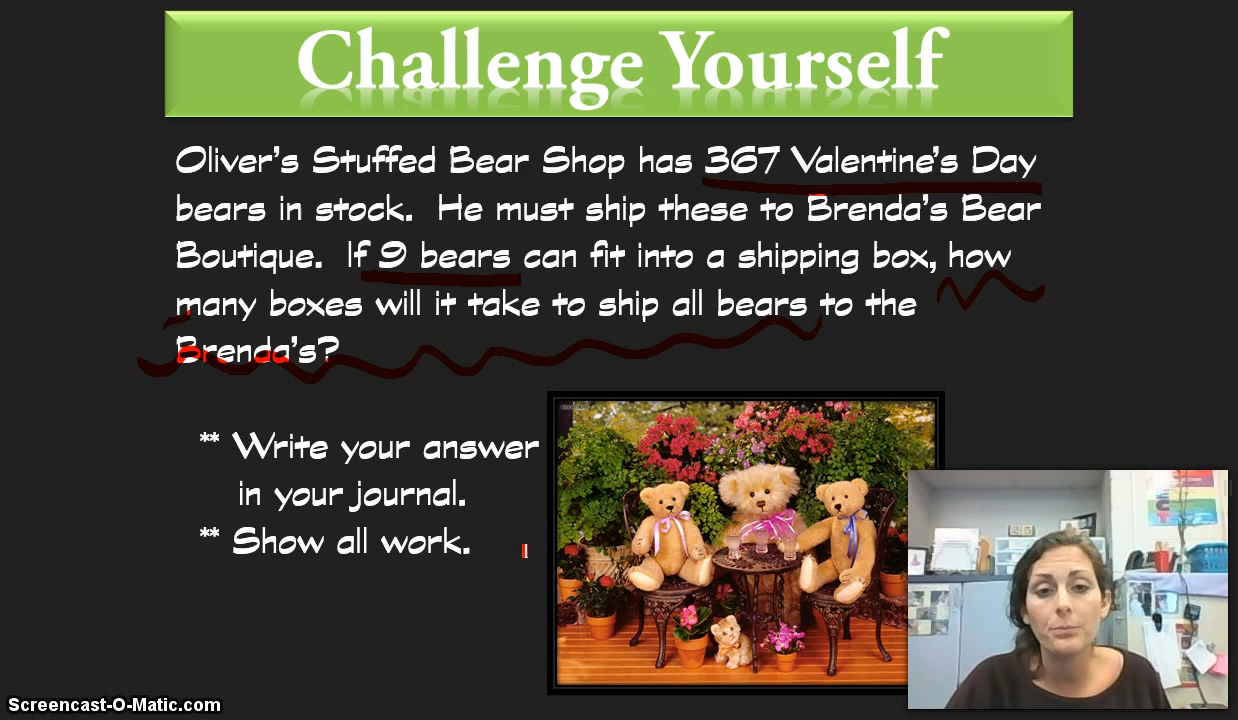 Challenge Yourself
Oliver's Stuffed Bear Shop has 367 Valentine's Day
bears in stock. He must ship these to Brenda's Bear
Boutique. If 9 bears can fit into a shipping box, how
many boxes will it take to ship all bears to the
Brenda's?
** Write your answer
in your journal.
** Show all work.
Screencast-O-Matic.com